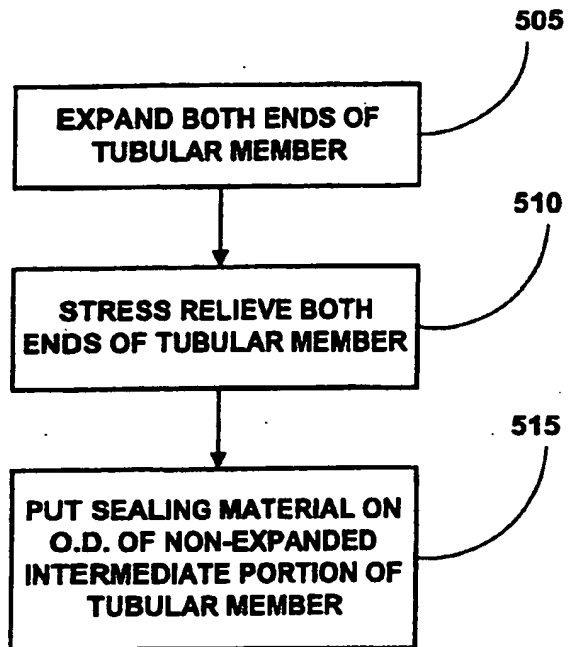 505
EXPAND BOTH ENDS OF
TUBULAR MEMBER
510
STRESS RELIEVE BOTH
ENDS OF TUBULAR MEMBER
515
PUT SEALING MATERIAL ON
O.D. OF NON-EXPANDED
INTERMEDIATE PORTION OF
TUBULAR MEMBER